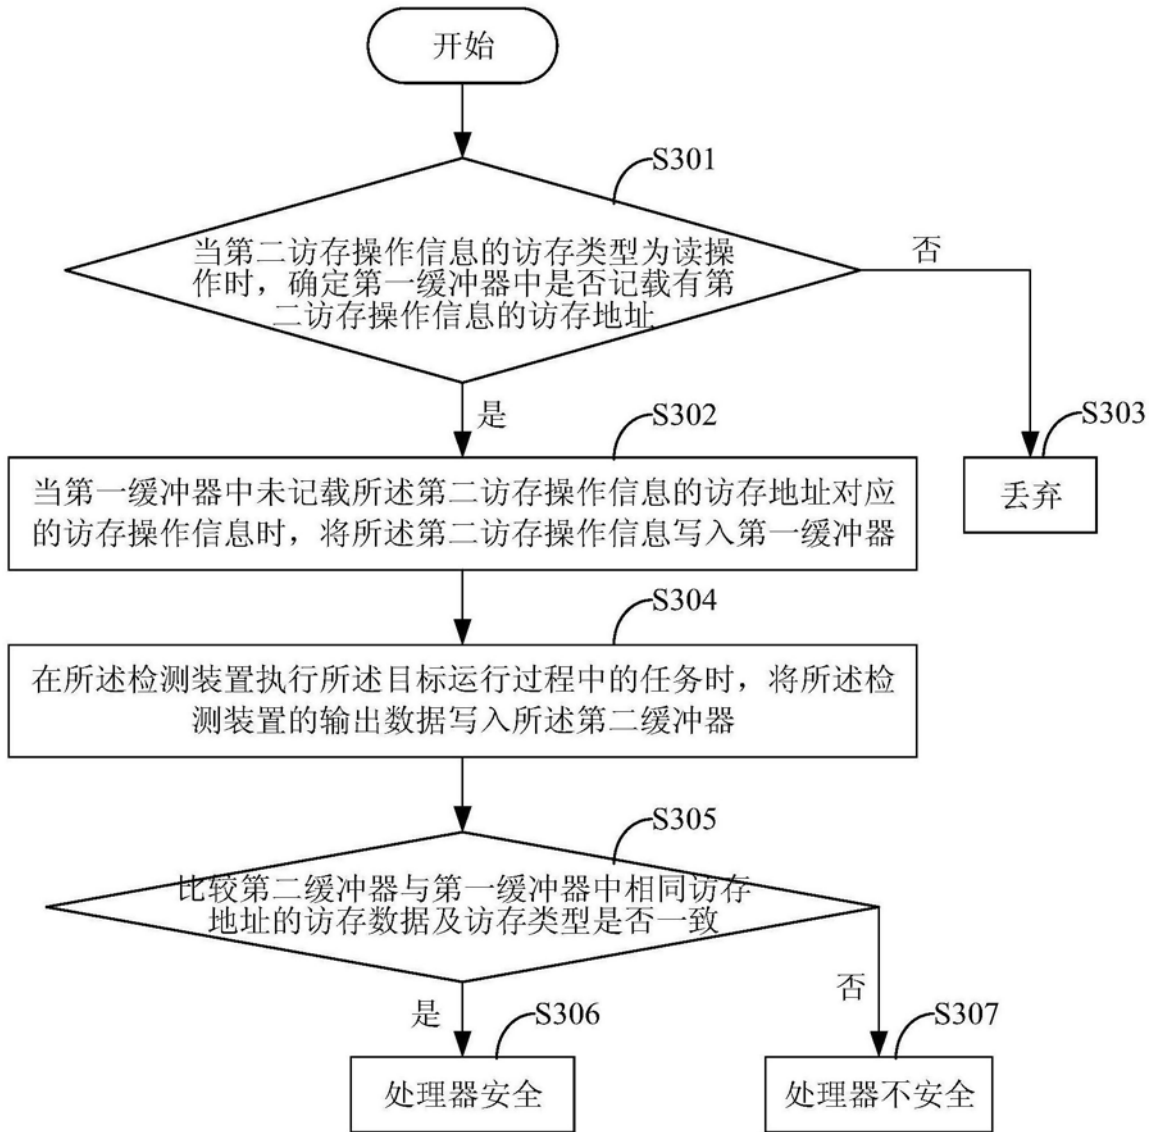 开始
S301
当第二访存操作信息的访存类型为读操
作时，确定第一缓冲器中是否记载有第
二访存操作信息的访存地址
否
是
S302
S303
当第一缓冲器中未记载所述第二访存操作信息的访存地址对应
的访存操作信息时，将所述第二访存操作信息写入第一缓冲器
丢弃
S304
在所述检测装置执行所述目标运行过程中的任务时，将所述检
测装置的输出数据写入所述第二缓冲器
S305
比较第二缓冲器与第一缓冲器中相同访存
地址的访存数据及访存类型是否一致
是
否
S306
S307
处理器安全
处理器不安全